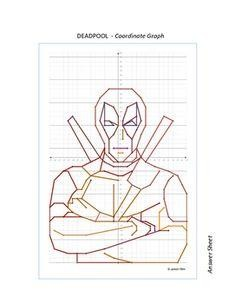 DEADPOOL - Coordinate Graph
Answer Sheet